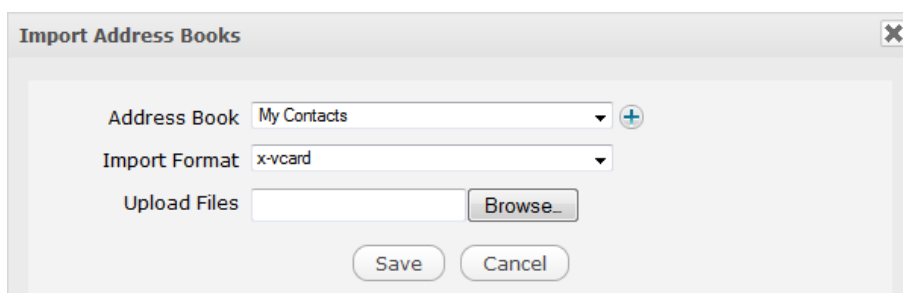 Import Address Books
Address Book My Contacts
Import Format x-vcard
Upload Files Browse...
Save Cancel